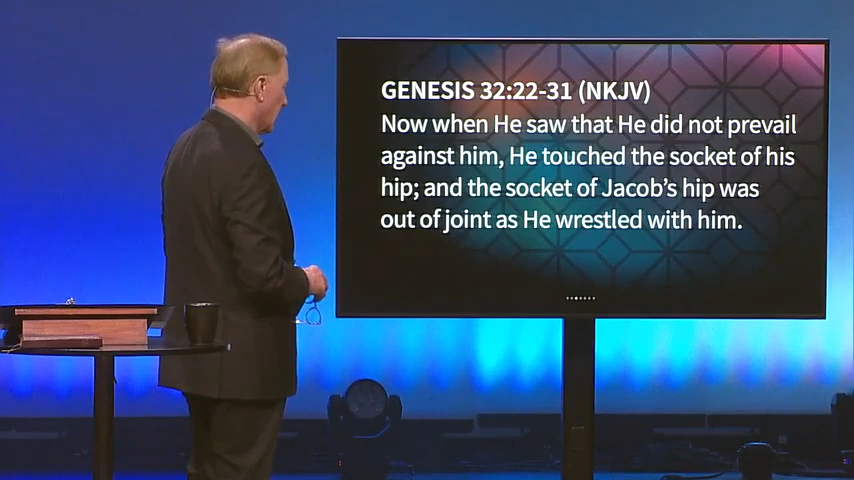 GENESIS 32:22-31 (NKJV)
Now when He saw that He did not prevail
against him, He touched the socket of his
hip; and the socket of Jacob’s hip was
out of joint as He wrestled with him.